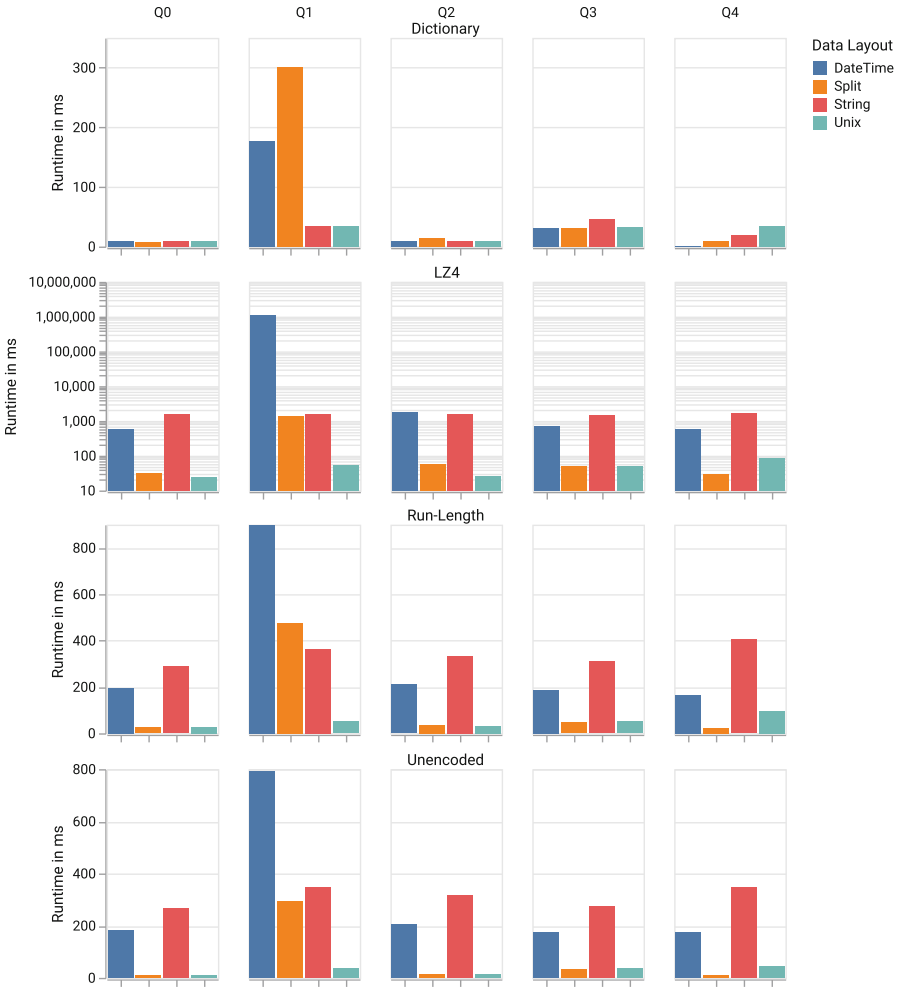 Q0 Q1 Q2 Q3 Q4
Dictionary
Data Layout
DateTime
Split
String
Unix
Runtime in ms
300
200
100
0
LZ4
Runtime in ms
10,000,000
1,000,000
100,000
10,000
1,000
100
10
Run-Length
Runtime in ms
800
600
400
200
0
Unencoded
Runtime in ms
800
600
400
200
0